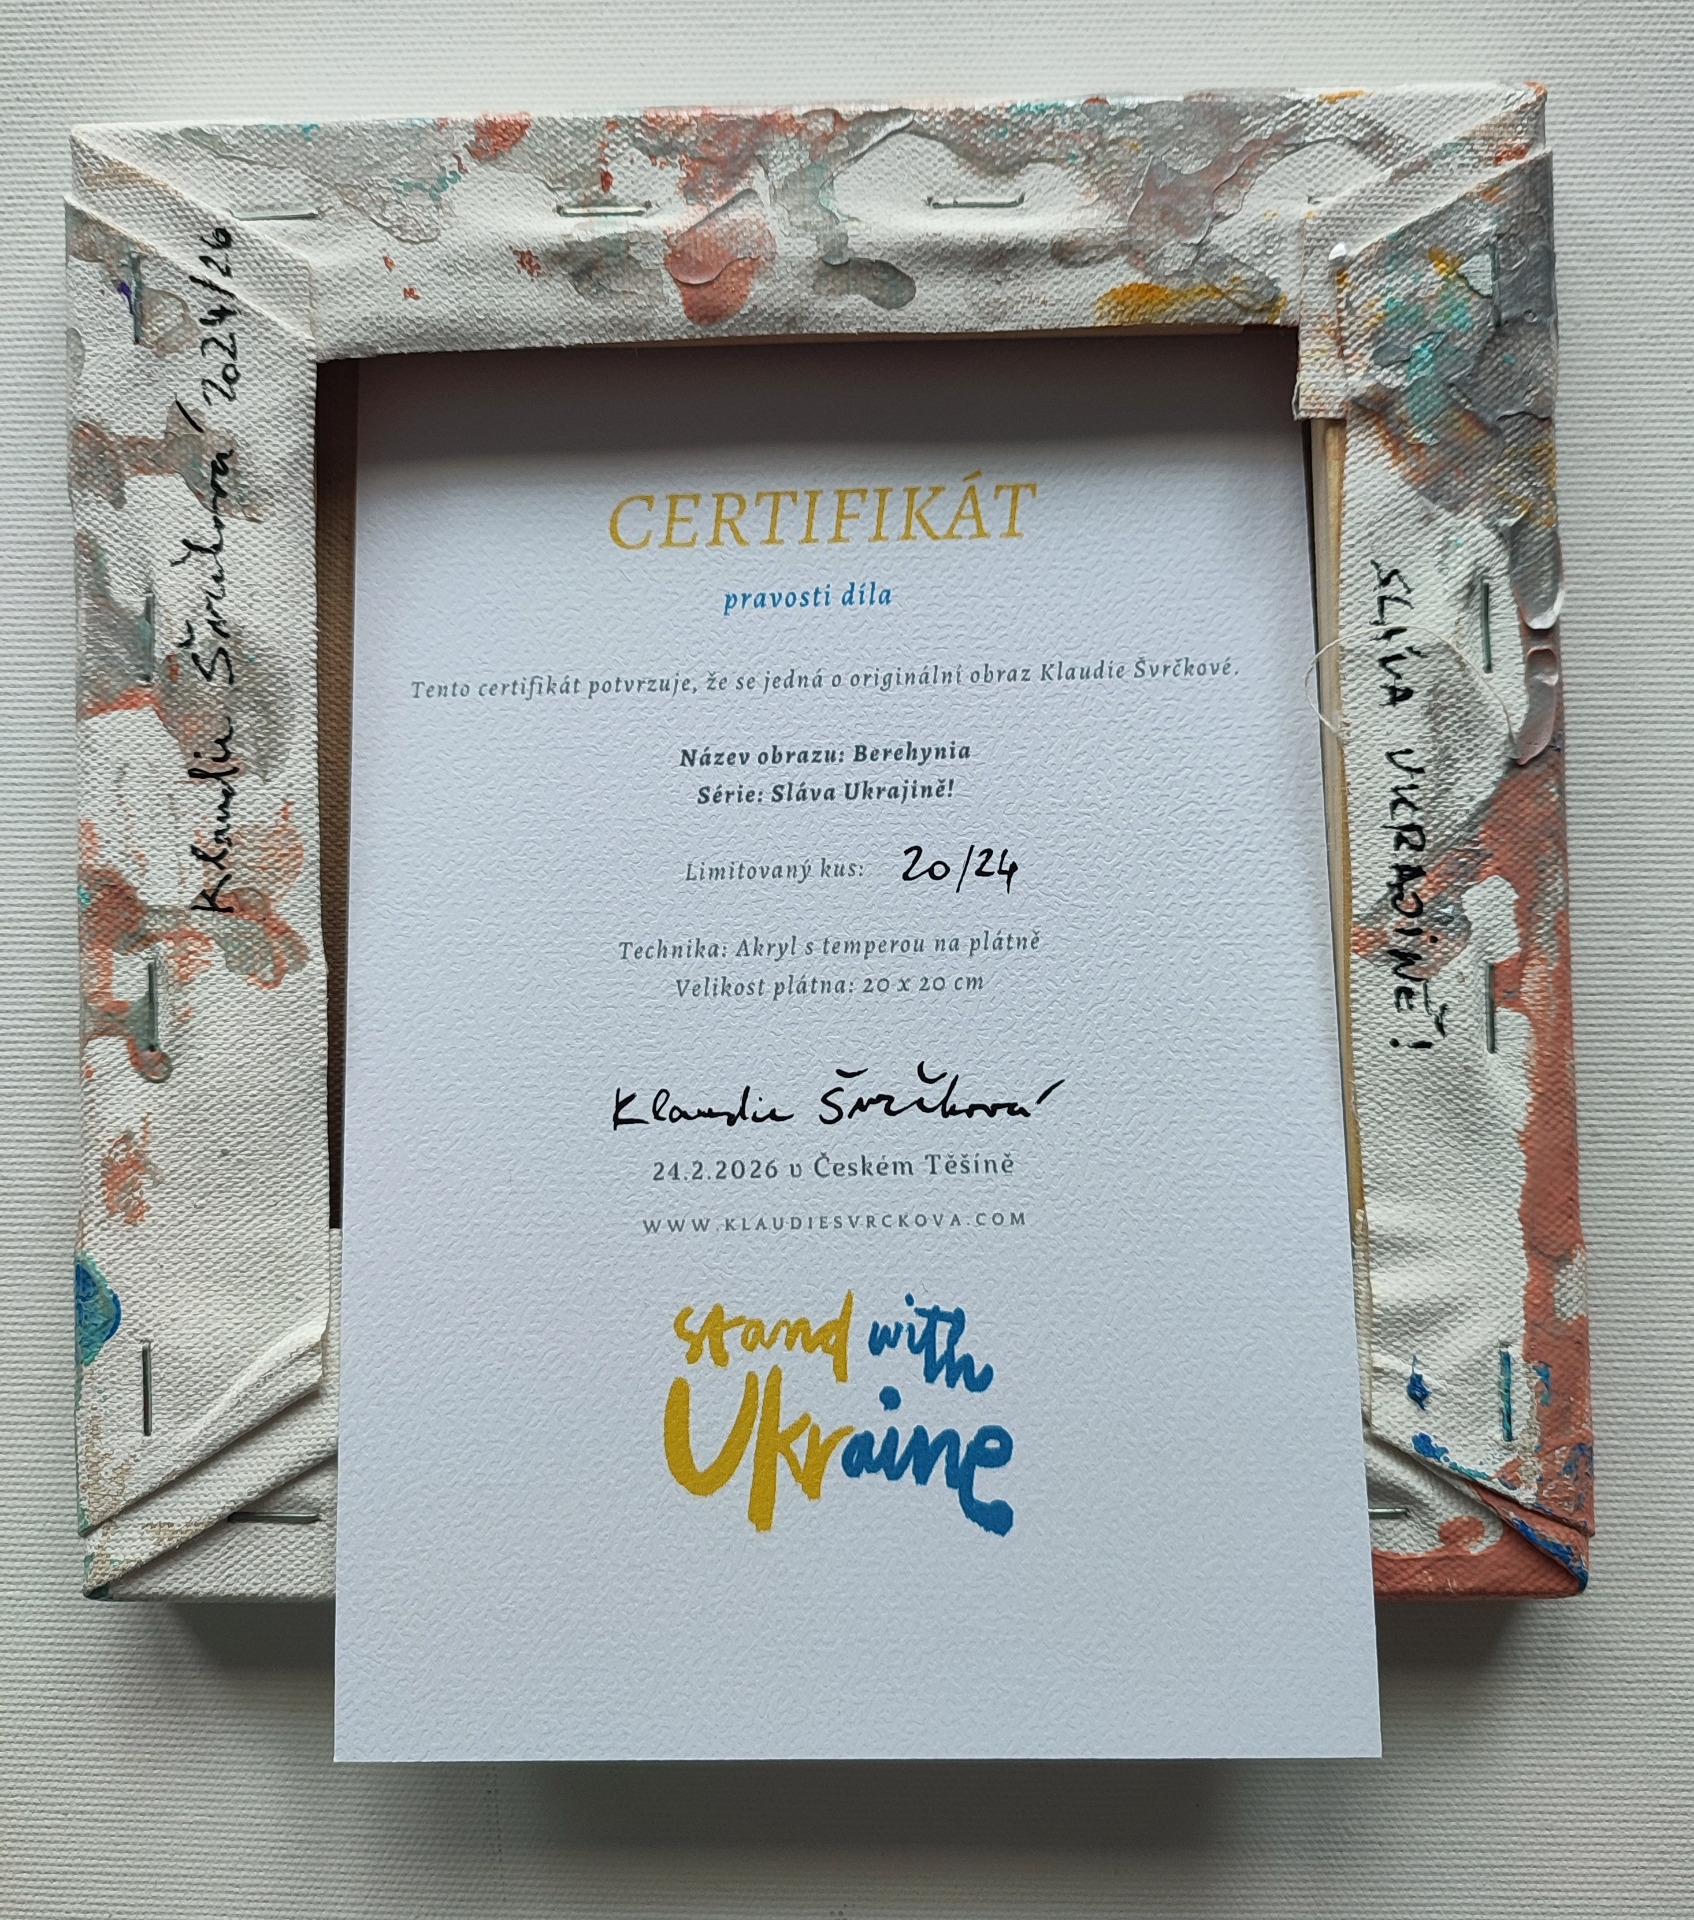 Klaudie Švrčková 2024/26
CERTIFIKÁT
pravosti díla
Tento certifikát potvrzuje, že se jedná o originální obraz Klaudie Švrčkové.
Název obrazu: Berehynia
Série: Sláva Ukrajině!
Limitovaný kus: 20/24
Technika: Akryl s temperou na plátně
Velikost plátna: 20 x 20 cm
Klaudie Švrčková
24.2.2026 v Českém Těšíně
WWW.KLAUDIESVRCKOVA.COM
stand with
Ukraine
SLÁVA UKRAJINĚ!